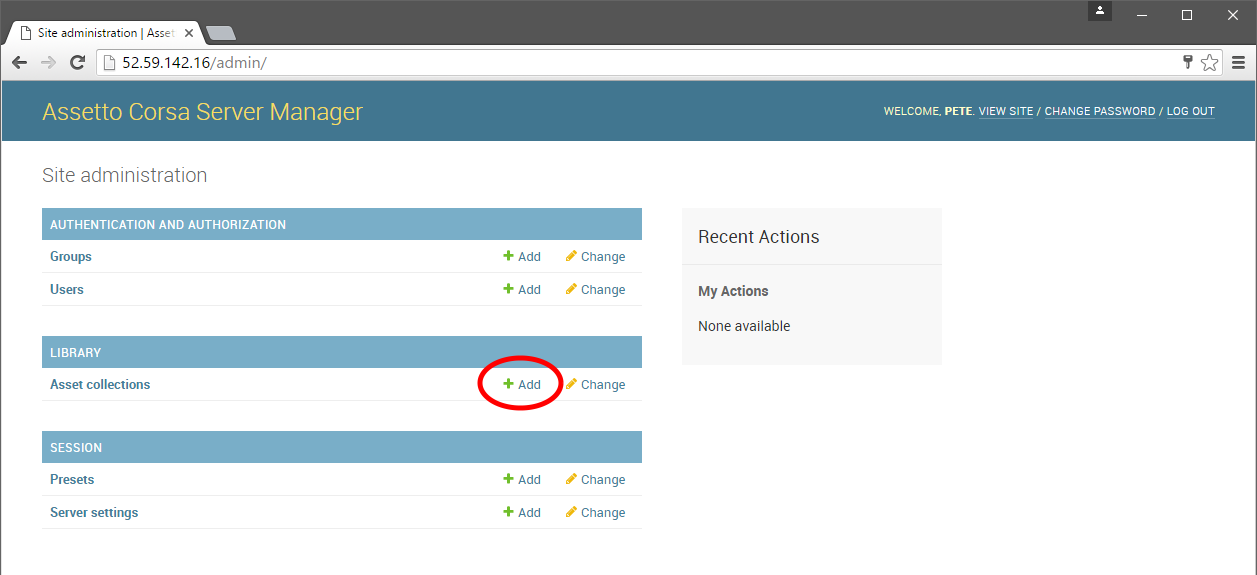 Site administration | Asset
52.59.142.16/admin/
Assetto Corsa Server Manager
WELCOME, PETE. VIEW SITE / CHANGE PASSWORD / LOG OUT
Site administration
AUTHENTICATION AND AUTHORIZATION
Groups Add Change
Users Add Change
LIBRARY
Asset collections Add Change
SESSION
Presets Add Change
Server settings Add Change
Recent Actions
My Actions
None available